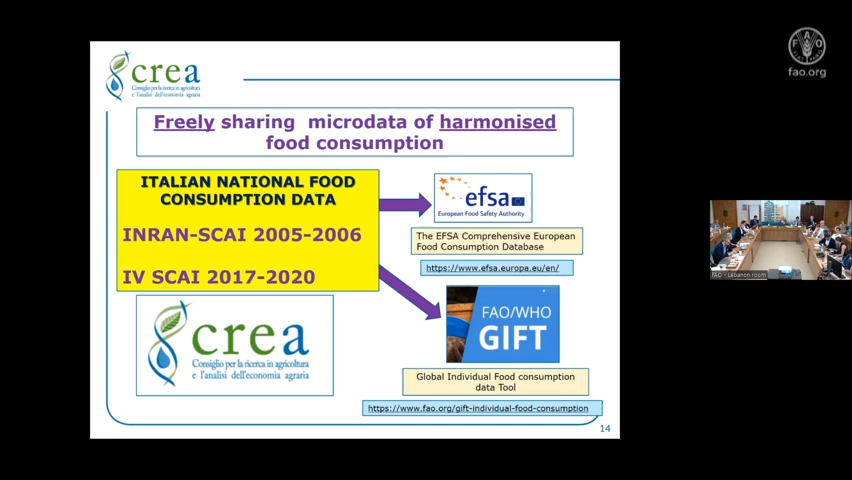 FAO
fao.org
crea
Consiglio per la ricerca in agricoltura
e l'analisi dell'economia agraria
Freely sharing microdata of harmonised
food consumption
ITALIAN NATIONAL FOOD
CONSUMPTION DATA
INRAN-SCAI 2005-2006
IV SCAI 2017-2020
efsa
European Food Safety Authority
The EFSA Comprehensive European
Food Consumption Database
https://www.efsa.europa.eu/en/
crea
Consiglio per la ricerca in agricoltura
e l'analisi dell'economia agraria
FAO/WHO
GIFT
Global Individual Food consumption
data Tool
https://www.fao.org/gift-individual-food-consumption
14
FAO - Lebanon room